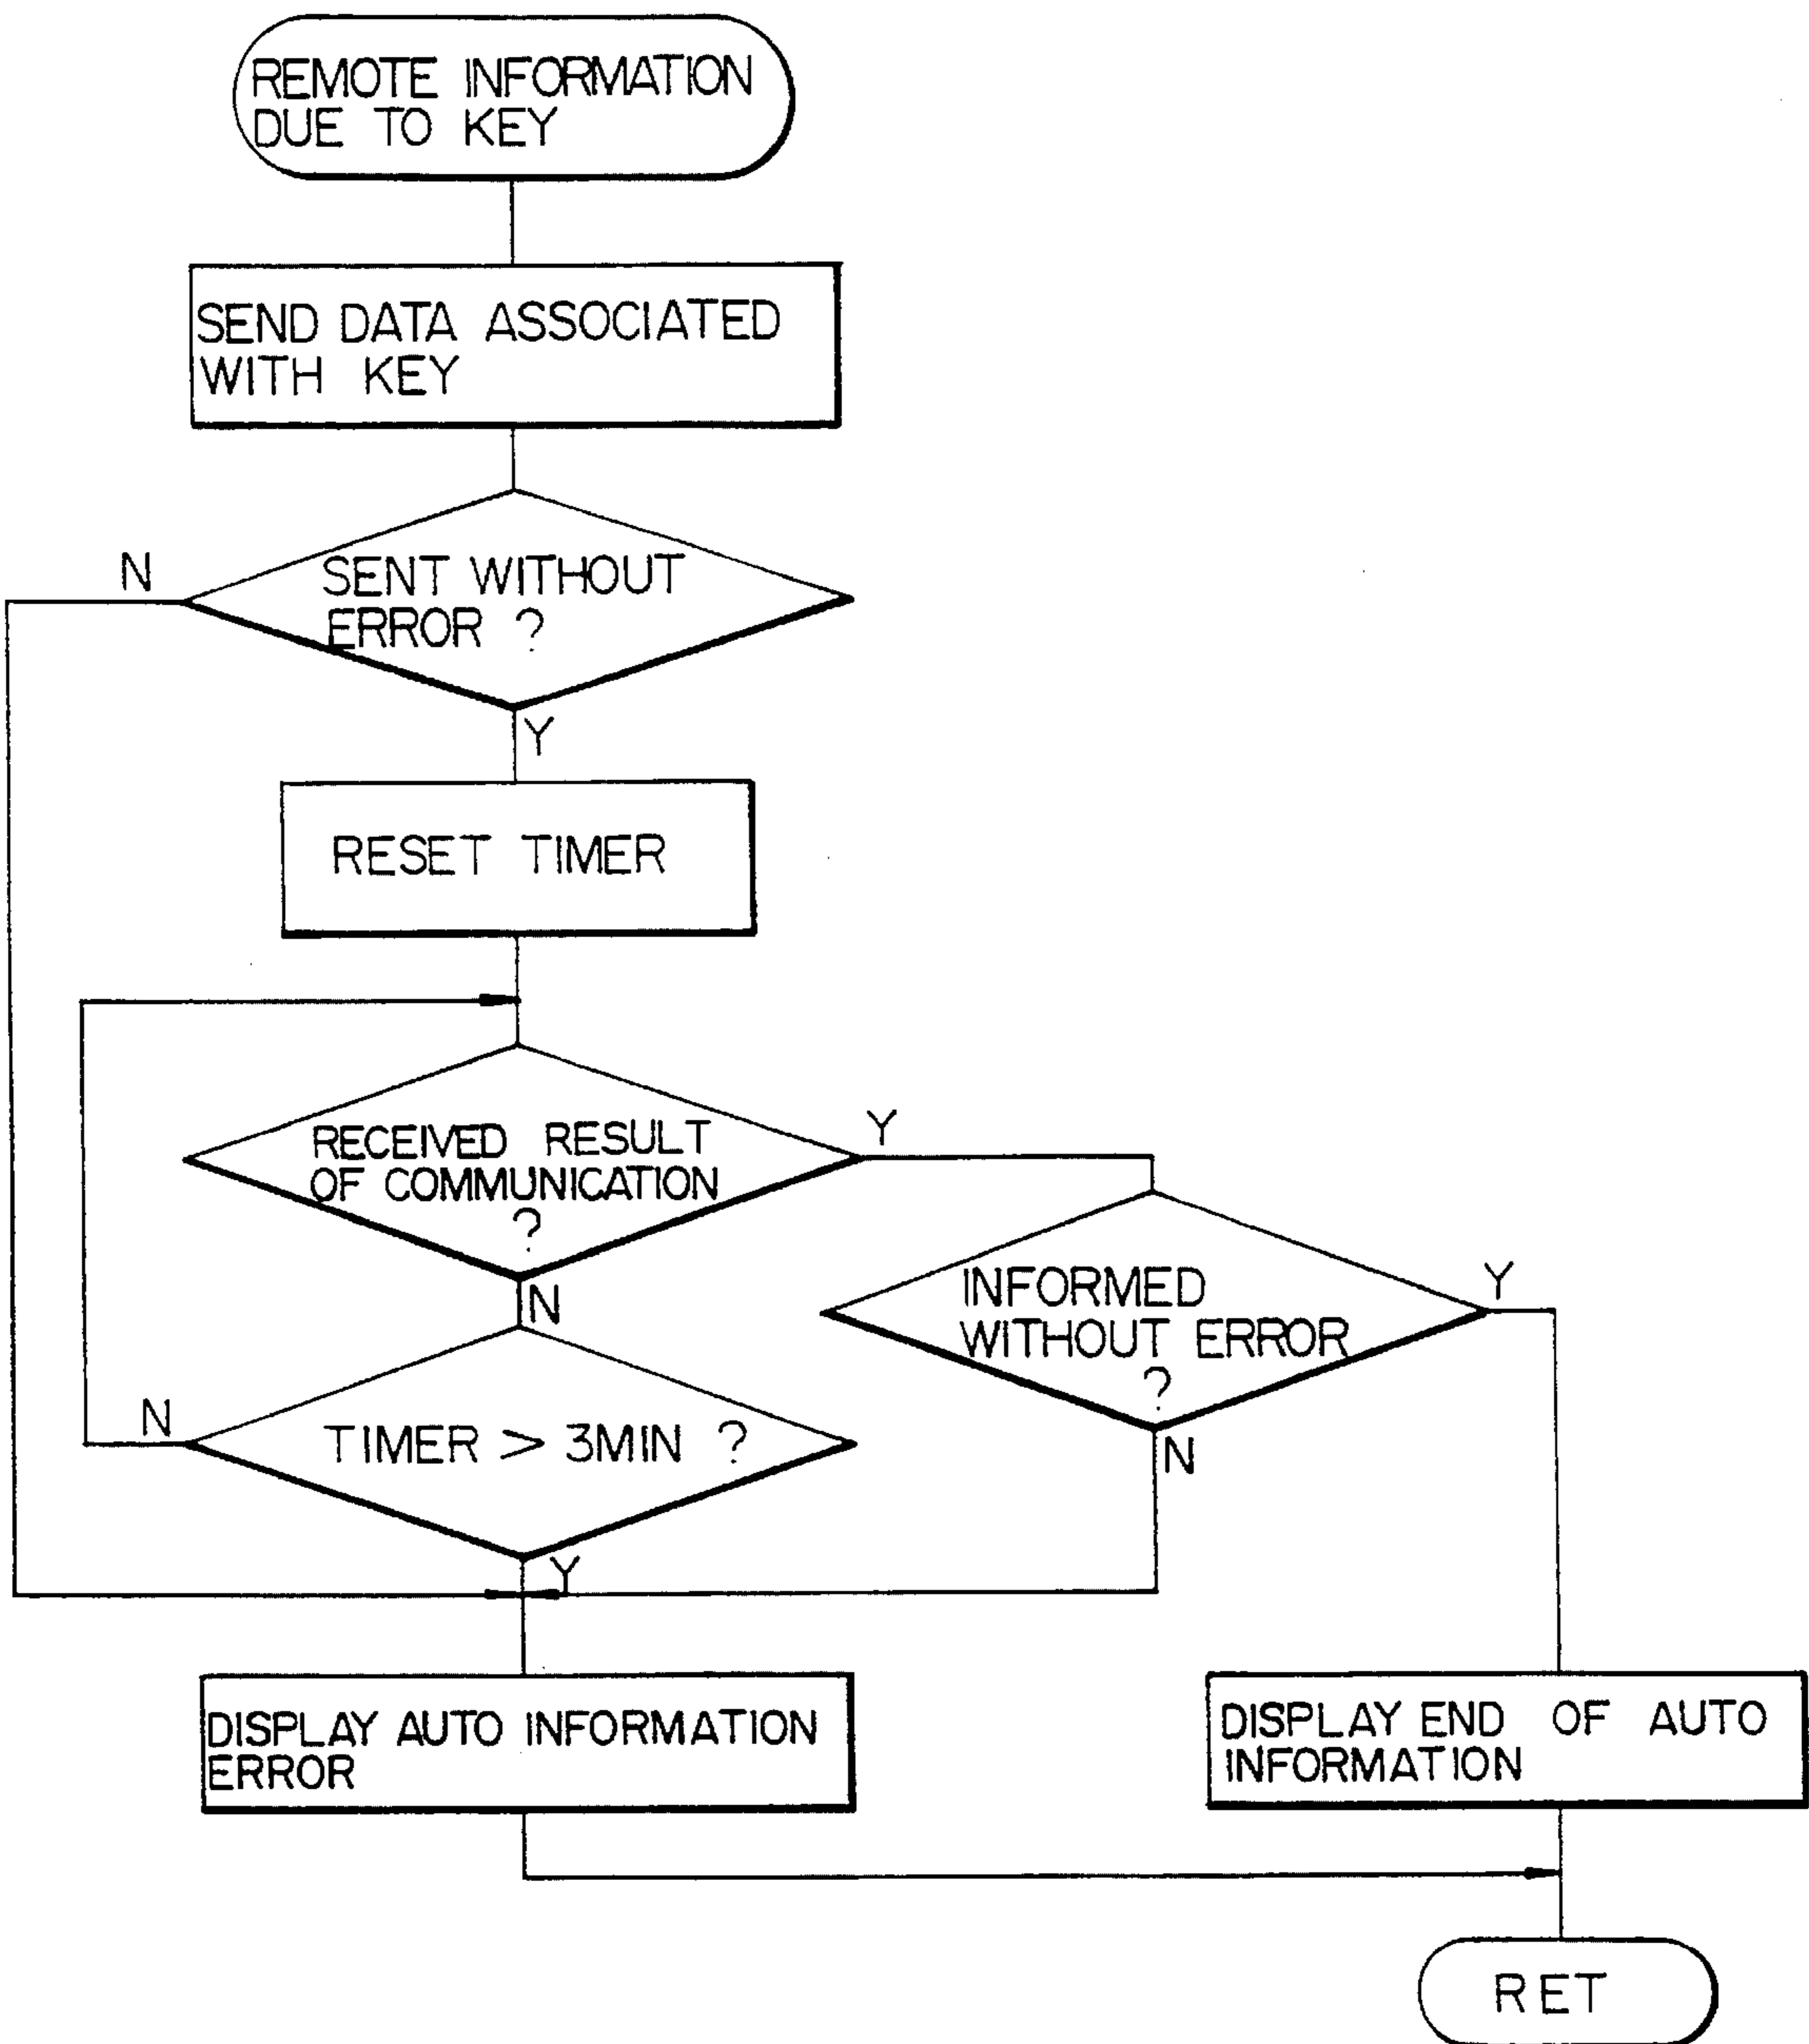 REMOTE INFORMATION
DUE TO KEY
SEND DATA ASSOCIATED
WITH KEY
N
SENT WITHOUT
ERROR ?
Y
RESET TIMER
RECEIVED RESULT
OF COMMUNICATION
?
Y
N
INFORMED
WITHOUT ERROR
?
Y
N
N
TIMER > 3MIN ?
Y
DISPLAY AUTO INFORMATION
ERROR
DISPLAY END OF AUTO
INFORMATION
RET